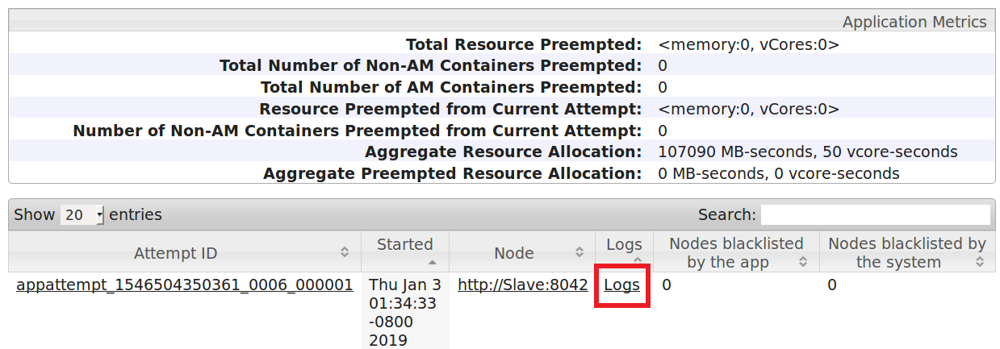 Application Metrics
Total Resource Preempted: <memory:0, vCores:0>
Total Number of Non-AM Containers Preempted: 0
Total Number of AM Containers Preempted: 0
Resource Preempted from Current Attempt: <memory:0, vCores:0>
Number of Non-AM Containers Preempted from Current Attempt: 0
Aggregate Resource Allocation: 107090 MB-seconds, 50 vcore-seconds
Aggregate Preempted Resource Allocation: 0 MB-seconds, 0 vcore-seconds
Show 20 entries Search:
Attempt ID Started Node Logs Nodes blacklisted by the app Nodes blacklisted by the system
appattempt_1546504350361_0006_000001 Thu Jan 3 http://Slave:8042 Logs 0 0
01:34:33
-0800
2019